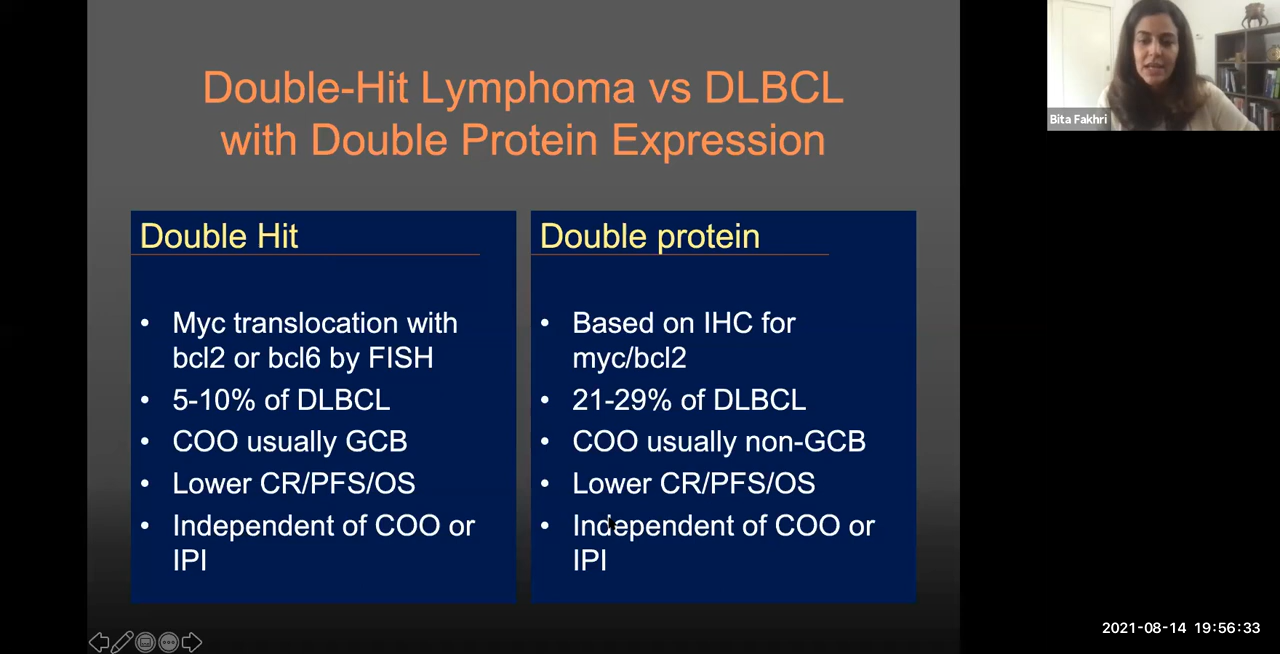 Double-Hit Lymphoma vs DLBCL
with Double Protein Expression
Double Hit
• Myc translocation with
bcl2 or bcl6 by FISH
• 5-10% of DLBCL
• COO usually GCB
• Lower CR/PFS/OS
• Independent of COO or
IPI
Double protein
• Based on IHC for
myc/bcl2
• 21-29% of DLBCL
• COO usually non-GCB
• Lower CR/PFS/OS
• Independent of COO or
IPI
Bita Fakhri
2021-08-14 19:56:33